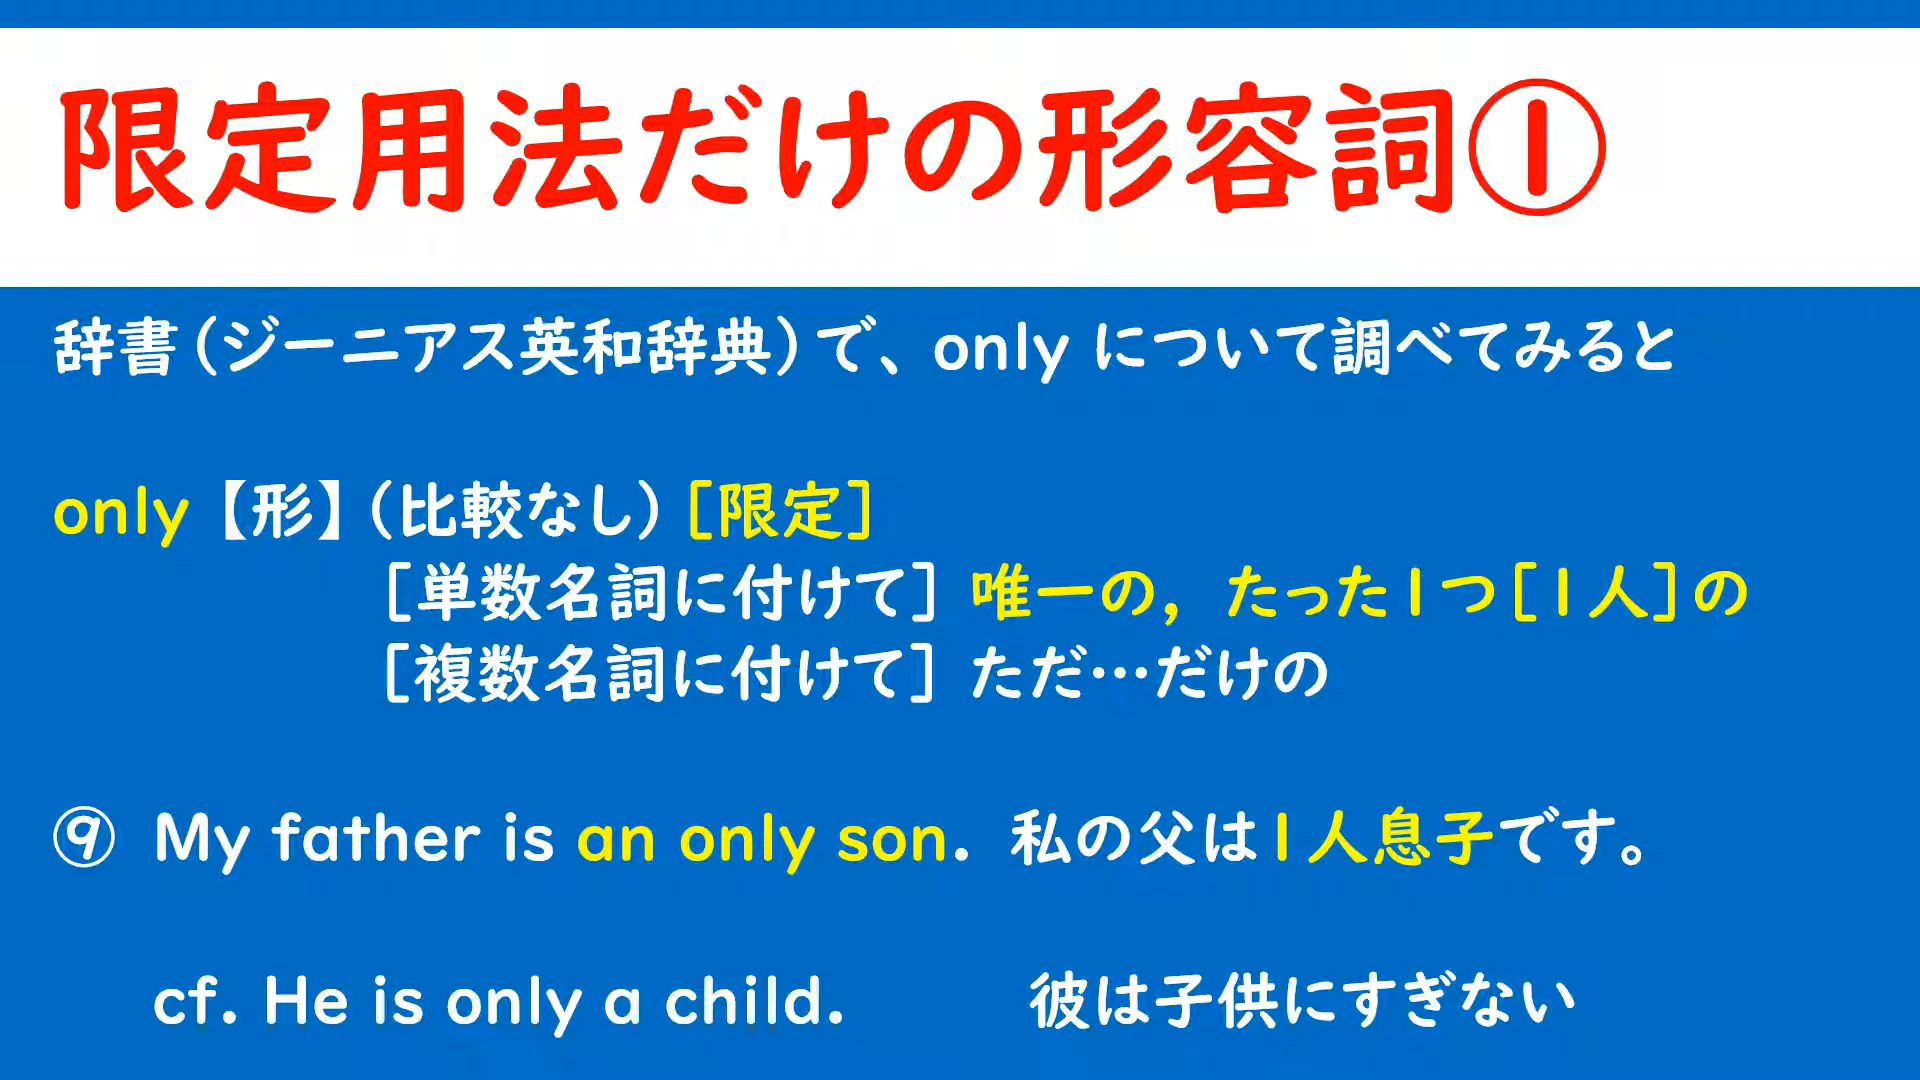 限定用法だけの形容詞①
辞書(ジーニアス英和辞典)で、only について調べてみると
only【形】(比較なし)[限定]
[単数名詞に付けて] 唯一の, たった1つ[1人]の
[複数名詞に付けて] ただ…だけの
⑨ My father is an only son. 私の父は1人息子です。
cf. He is only a child. 彼は子供にすぎない